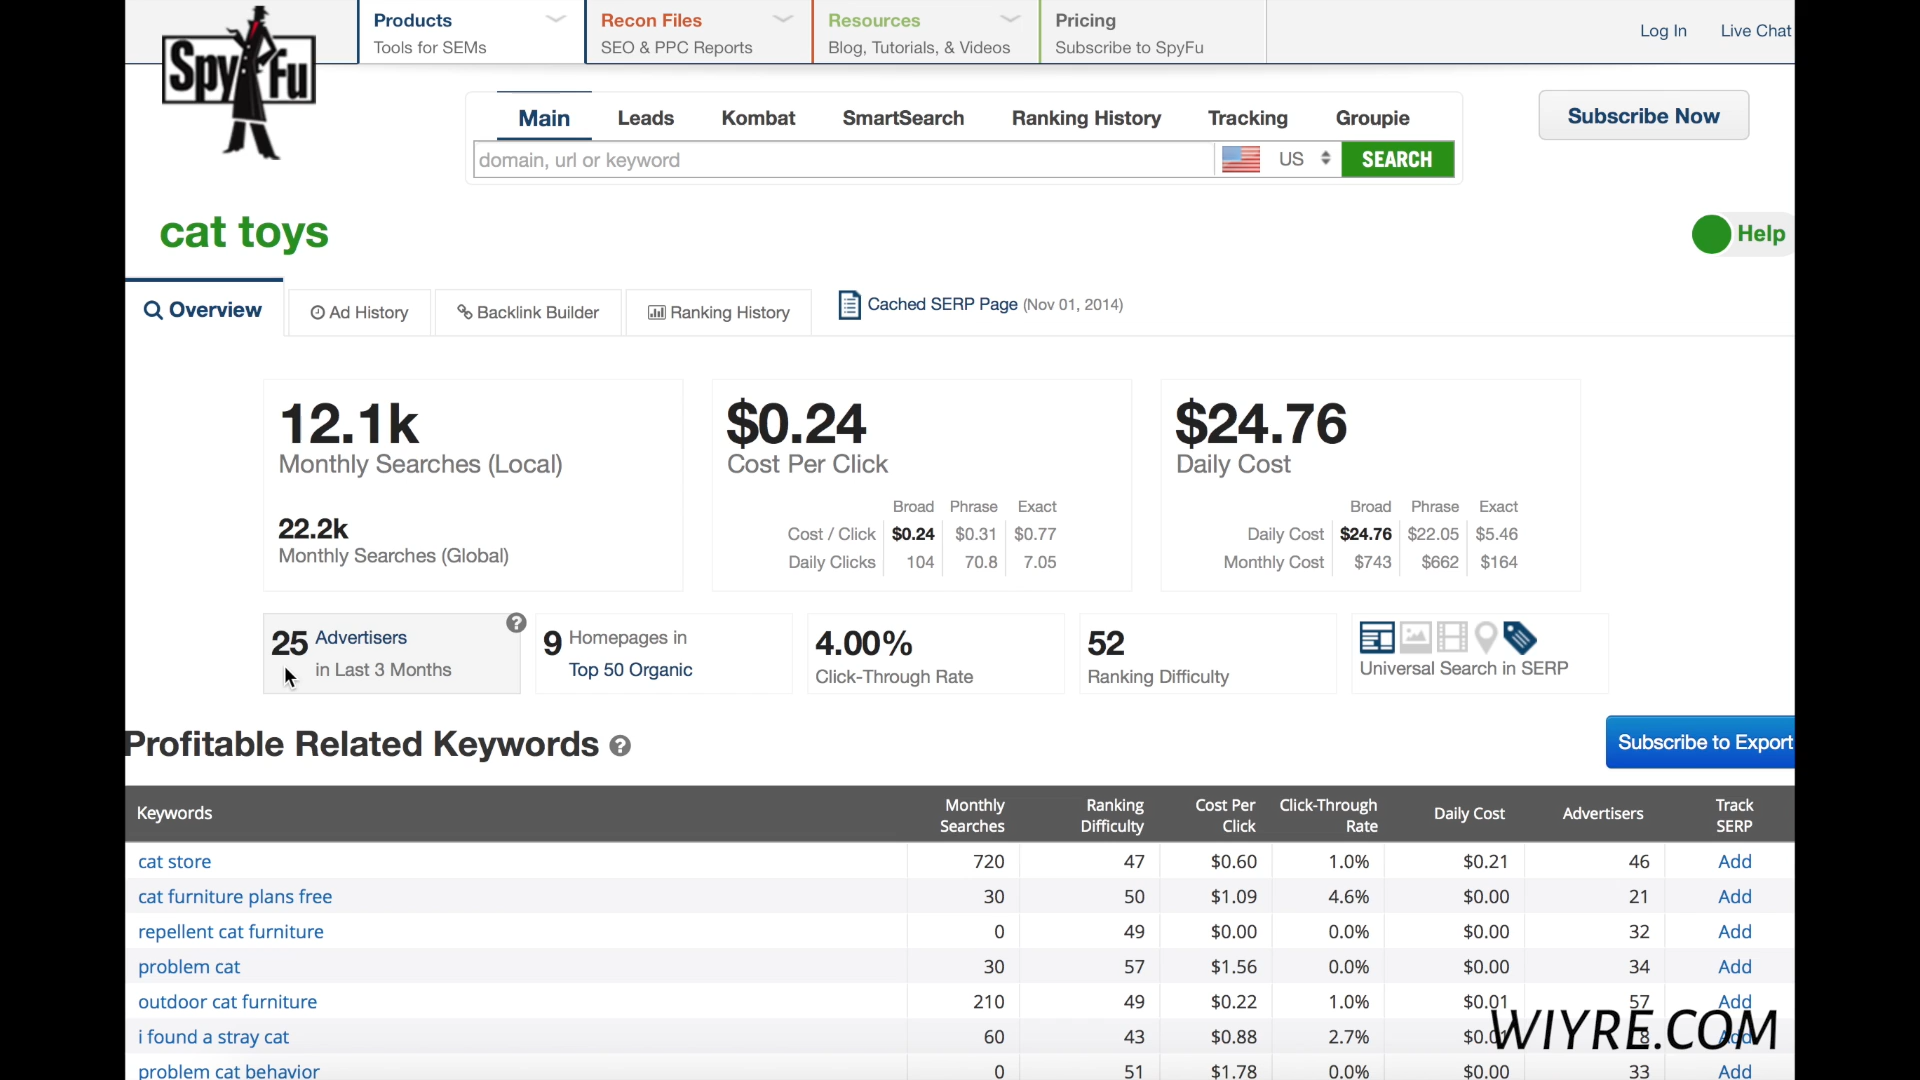 Products
Tools for SEMs
Recon Files
SEO & PPC Reports
Resources
Blog, Tutorials, & Videos
Pricing
Subscribe to SpyFu
Log In
Live Chat
SpyFu
Main Leads Kombat SmartSearch Ranking History Tracking Groupie
domain, url or keyword
US
SEARCH
Subscribe Now
cat toys
Help
Overview
Ad History
Backlink Builder
Ranking History
Cached SERP Page (Nov 01, 2014)
12.1k
Monthly Searches (Local)
22.2k
Monthly Searches (Global)
$0.24
Cost Per Click
Broad Phrase Exact
Cost / Click $0.24 $0.31 $0.77
Daily Clicks 104 70.8 7.05
$24.76
Daily Cost
Broad Phrase Exact
Daily Cost $24.76 $22.05 $5.46
Monthly Cost $743 $662 $164
25 Advertisers
in Last 3 Months
?
9 Homepages in
Top 50 Organic
4.00%
Click-Through Rate
52
Ranking Difficulty
Universal Search in SERP
Profitable Related Keywords ?
Subscribe to Export
Keywords Monthly Searches Ranking Difficulty Cost Per Click Click-Through Rate Daily Cost Advertisers Track SERP
cat store 720 47 $0.60 1.0% $0.21 46 Add
cat furniture plans free 30 50 $1.09 4.6% $0.00 21 Add
repellent cat furniture 0 49 $0.00 0.0% $0.00 32 Add
problem cat 30 57 $1.56 0.0% $0.00 34 Add
outdoor cat furniture 210 49 $0.22 1.0% $0.01 57 Add
i found a stray cat 60 43 $0.88 2.7% 8 Add
problem cat behavior 0 51 $1.78 0.0% $0.00 33 Add
WIYRE.COM